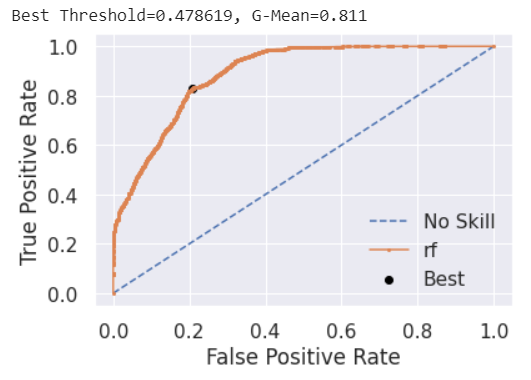 Best Threshold=0.478619, G-Mean=0.811
1.0
0.8
0.6
0.4
0.2
0.0
True Positive Rate
No Skill
rf
Best
0.0 0.2 0.4 0.6 0.8 1.0
False Positive Rate